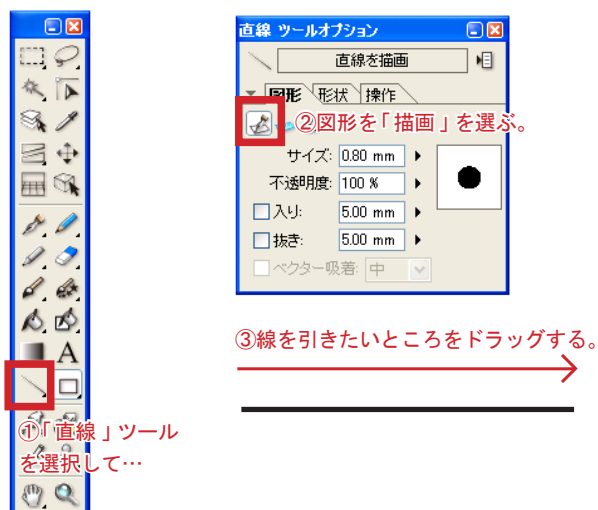 直線 ツールオプション
直線を描画
図形 形状 操作
②図形を「描画」を選ぶ。
サイズ: 0.80 mm
不透明度: 100 %
入り: 5.00 mm
抜き: 5.00 mm
ベクター吸着: 中
③線を引きたいところをドラッグする。
A
①「直線」ツール
を選択して…